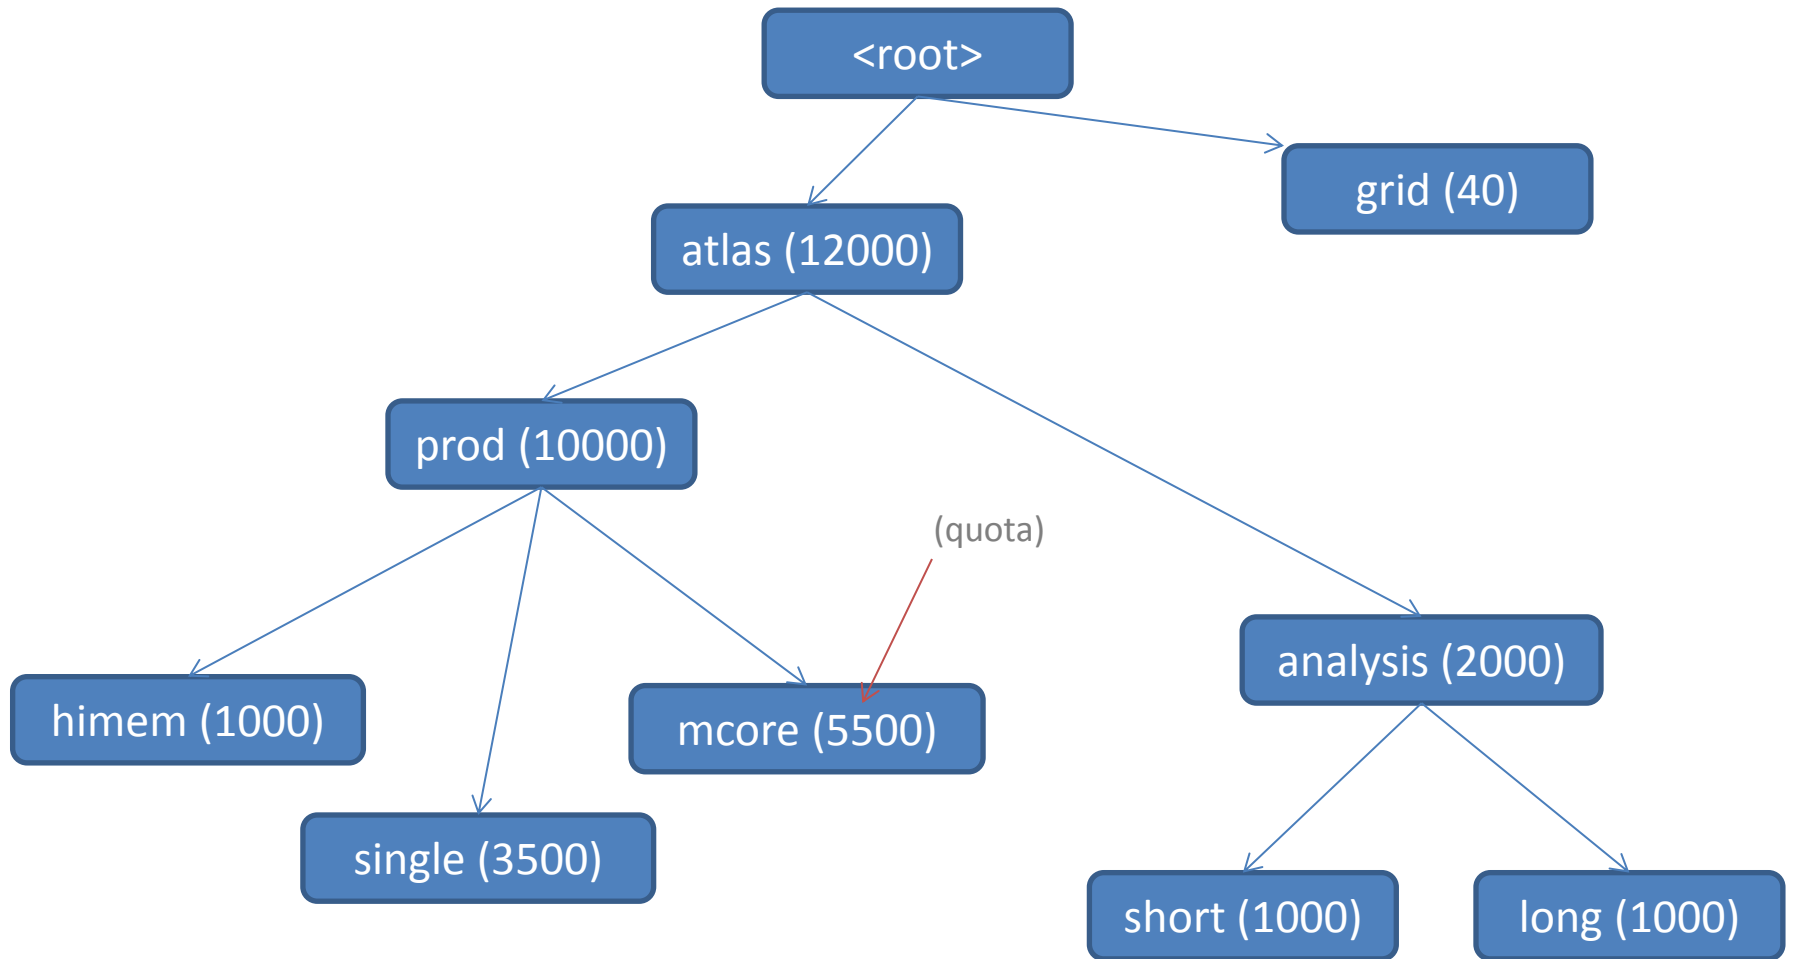 <root>
grid (40)
atlas (12000)
prod (10000)
(quota)
analysis (2000)
himem (1000)
mcore (5500)
single (3500)
short (1000)
long (1000)